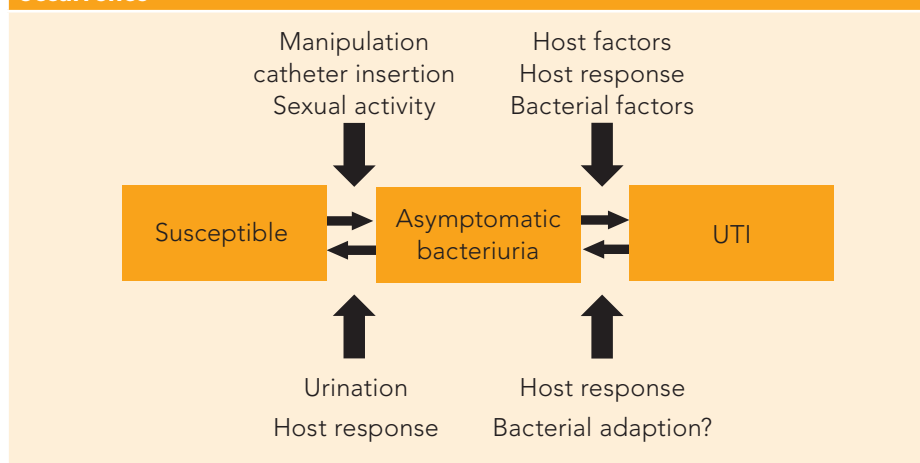 Manipulation
catheter insertion
Sexual activity
Host factors
Host response
Bacterial factors
Susceptible
Asymptomatic
bacteriuria
UTI
Urination
Host response
Host response
Bacterial adaption?